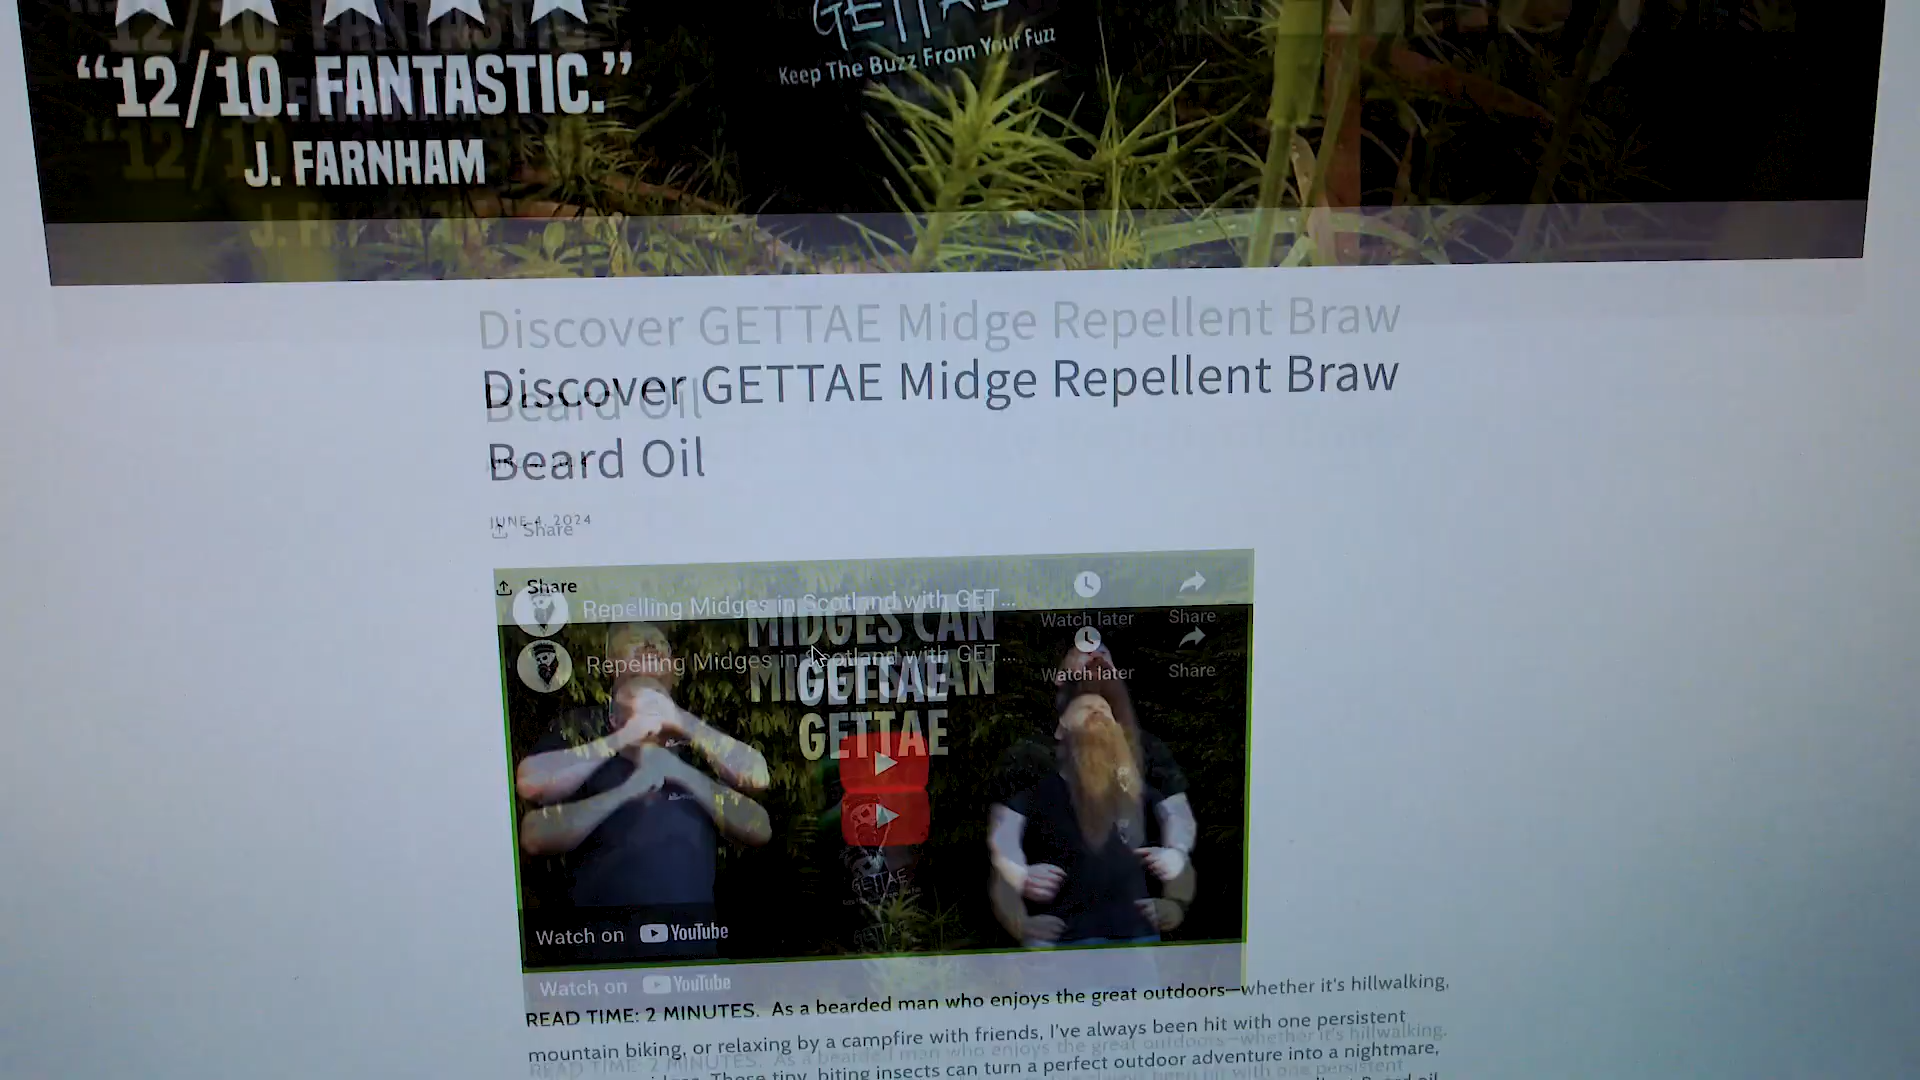 “12/10. FANTASTIC.”
J. FARNHAM
GETTAE
Keep The Buzz From Your Fuzz
Discover GETTAE Midge Repellent Braw
Beard Oil
JUNE 4, 2024
Share
Repelling Midges in Scotland with GET...
Watch later
Share
MIDGES CAN
GETTAE
Watch on YouTube
READ TIME: 2 MINUTES. As a bearded man who enjoys the great outdoors—whether it's hillwalking,
mountain biking, or relaxing by a campfire with friends, I've always been hit with one persistent
These tiny, biting insects can turn a perfect outdoor adventure into a nightmare,